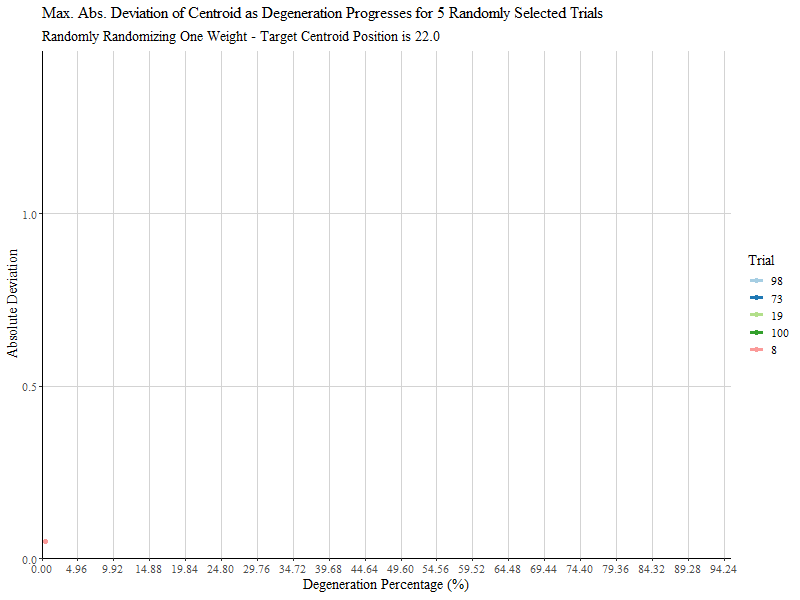 Max. Abs. Deviation of Centroid as Degeneration Progresses for 5 Randomly Selected Trials
Randomly Randomizing One Weight - Target Centroid Position is 22.0
Absolute Deviation
1.0
0.5
0.0
0.00 4.96 9.92 14.88 19.84 24.80 29.76 34.72 39.68 44.64 49.60 54.56 59.52 64.48 69.44 74.40 79.36 84.32 89.28 94.24
Degeneration Percentage (%)
Trial
98
73
19
100
8